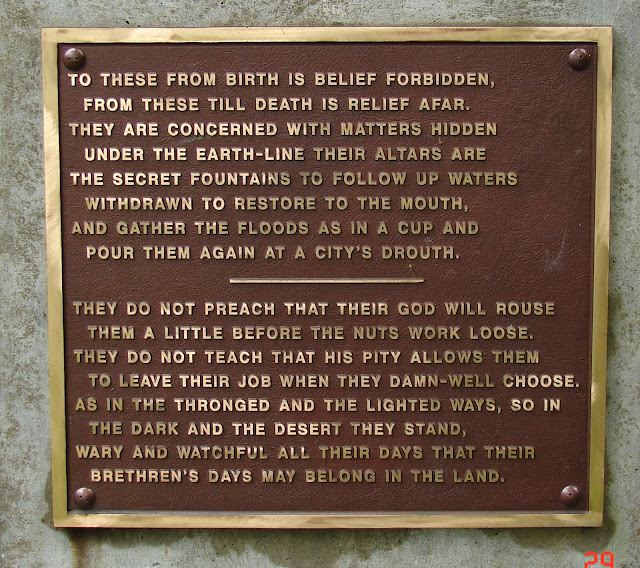 TO THESE FROM BIRTH IS BELIEF FORBIDDEN,
FROM THESE TILL DEATH IS RELIEF AFAR.
THEY ARE CONCERNED WITH MATTERS HIDDEN
UNDER THE EARTH-LINE THEIR ALTARS ARE
THE SECRET FOUNTAINS TO FOLLOW UP WATERS
WITHDRAWN TO RESTORE TO THE MOUTH,
AND GATHER THE FLOODS AS IN A CUP AND
POUR THEM AGAIN AT A CITY'S DROUTH.
THEY DO NOT PREACH THAT THEIR GOD WILL ROUSE
THEM A LITTLE BEFORE THE NUTS WORK LOOSE.
THEY DO NOT TEACH THAT HIS PITY ALLOWS THEM
TO LEAVE THEIR JOB WHEN THEY DAMN-WELL CHOOSE.
AS IN THE THRONGED AND THE LIGHTED WAYS, SO IN
THE DARK AND THE DESERT THEY STAND,
WARY AND WATCHFUL ALL THEIR DAYS THAT THEIR
BRETHREN'S DAYS MAY BELONG IN THE LAND.
29